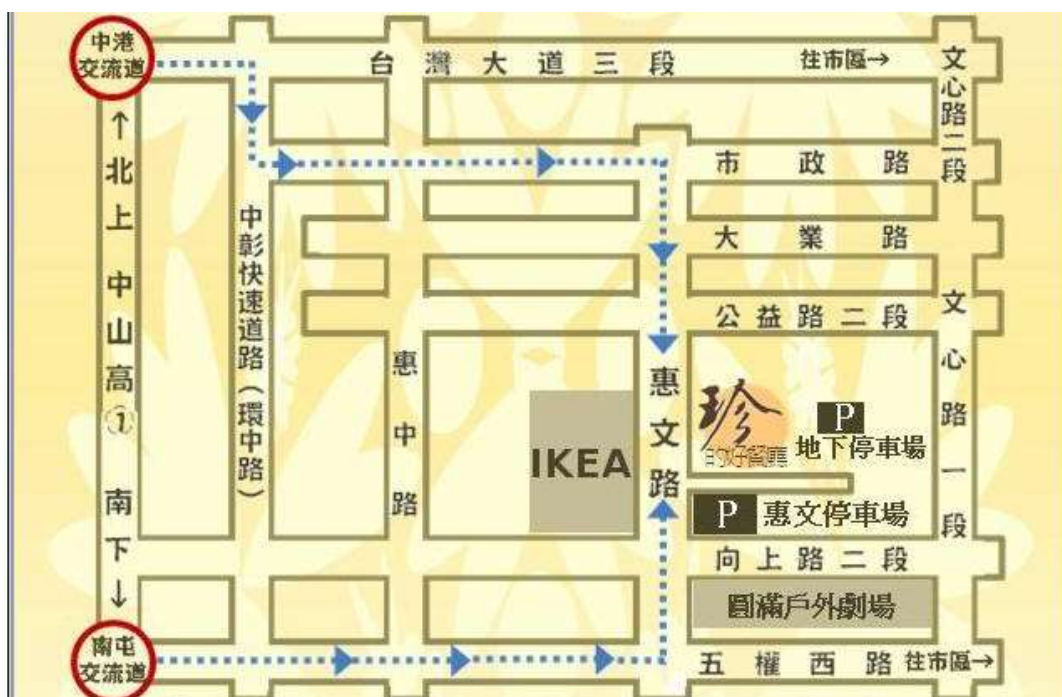 中港
交流道
台灣大道三段
往市區→
文心路二段
↑北上 中山高① 南下↓
中彰快速道路(環中路)
市政路
大業路
公益路二段
文心路一段
惠中路
惠文路
IKEA
珍
的好餐廳
P
地下停車場
P 惠文停車場
向上路二段
圓滿戶外劇場
南屯
交流道
五權西路
往市區→